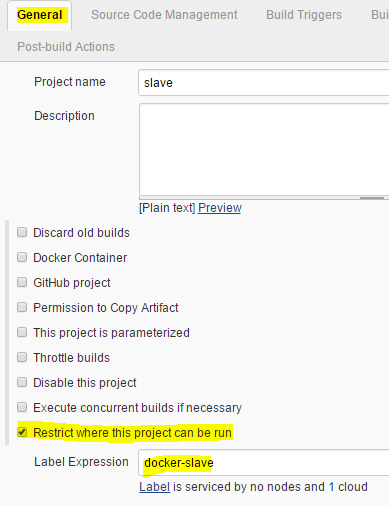 General Source Code Management Build Triggers Bui
Post-build Actions
Project name slave
Description
[Plain text] Preview
Discard old builds
Docker Container
GitHub project
Permission to Copy Artifact
This project is parameterized
Throttle builds
Disable this project
Execute concurrent builds if necessary
Restrict where this project can be run
Label Expression docker-slave
Label is serviced by no nodes and 1 cloud